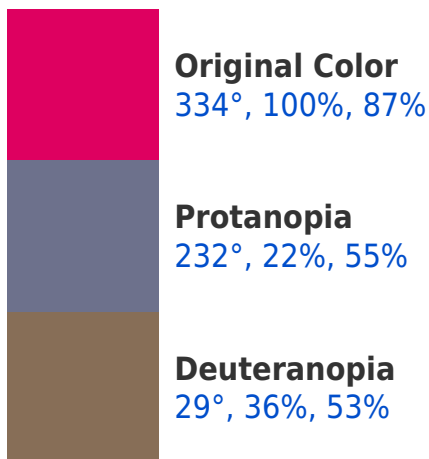 Original Color
334°, 100%, 87%
Protanopia
232°, 22%, 55%
Deuteranopia
29°, 36%, 53%